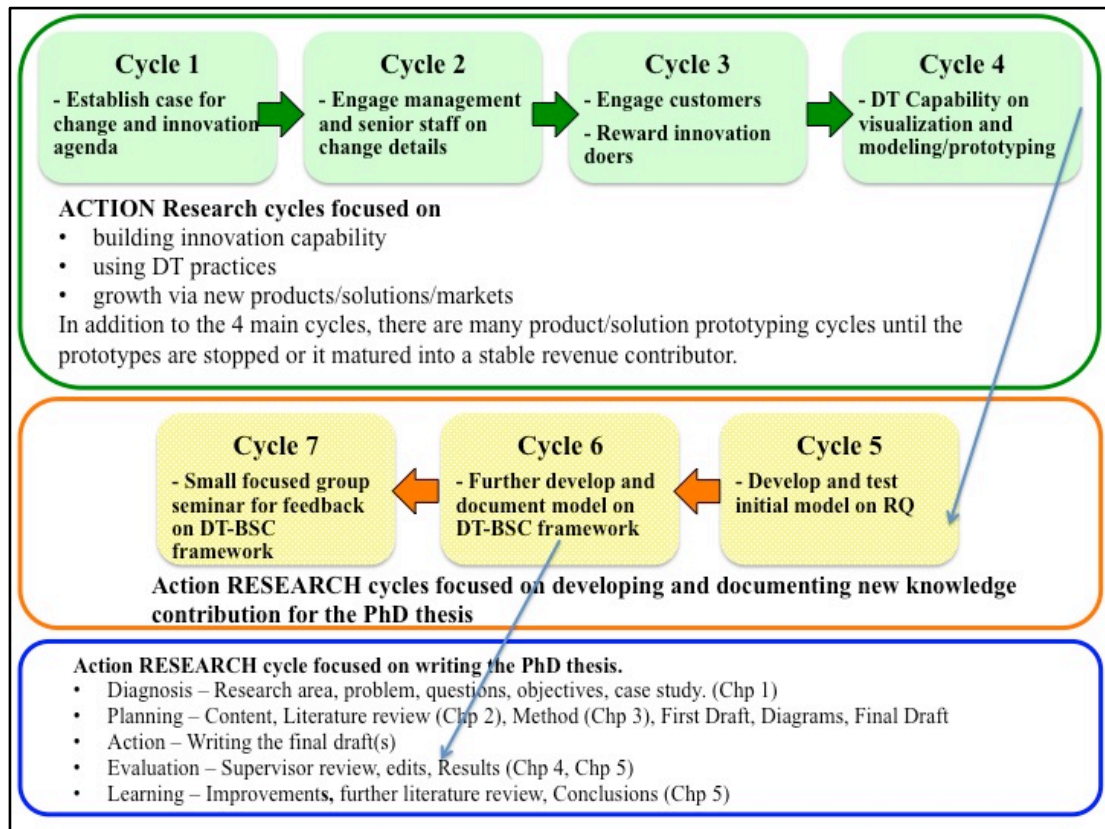 Cycle 1
- Establish case for
change and innovation
agenda
Cycle 2
- Engage management
and senior staff on
change details
Cycle 3
- Engage customers
- Reward innovation
doers
Cycle 4
- DT Capability on
visualization and
modeling/prototyping
ACTION Research cycles focused on
• building innovation capability
• using DT practices
• growth via new products/solutions/markets
In addition to the 4 main cycles, there are many product/solution prototyping cycles until the
prototypes are stopped or it matured into a stable revenue contributor.
Cycle 7
- Small focused group
seminar for feedback
on DT-BSC
framework
Cycle 6
- Further develop and
document model on
DT-BSC framework
Cycle 5
- Develop and test
initial model on RQ
Action RESEARCH cycles focused on developing and documenting new knowledge
contribution for the PhD thesis
Action RESEARCH cycle focused on writing the PhD thesis.
• Diagnosis – Research area, problem, questions, objectives, case study. (Chp 1)
• Planning – Content, Literature review (Chp 2), Method (Chp 3), First Draft, Diagrams, Final Draft
• Action – Writing the final draft(s)
• Evaluation – Supervisor review, edits, Results (Chp 4, Chp 5)
• Learning – Improvements, further literature review, Conclusions (Chp 5)